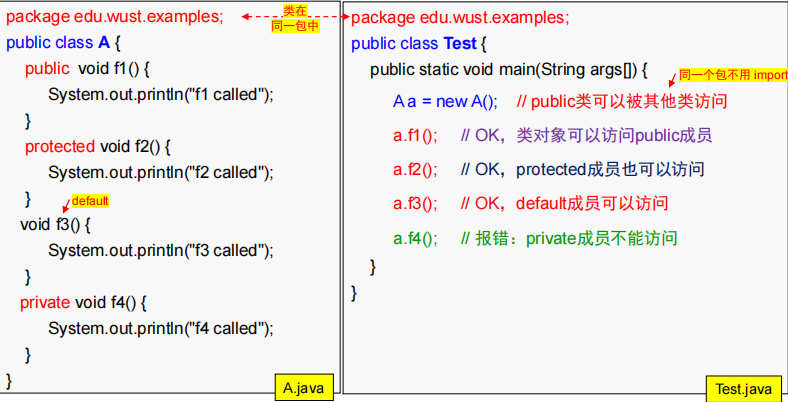 package edu.wust.examples;
public class A {
public void f1() {
System.out.println("f1 called");
}
protected void f2() {
System.out.println("f2 called");
}
default
void f3() {
System.out.println("f3 called");
}
private void f4() {
System.out.println("f4 called");
}
}
A.java
类在
同一包中
package edu.wust.examples;
public class Test {
public static void main(String args[]) {
同一个包不用 import
A a = new A(); // public类可以被其他类访问
a.f1(); // OK，类对象可以访问public成员
a.f2(); // OK，protected成员也可以访问
a.f3(); // OK，default成员可以访问
a.f4(); // 报错：private成员不能访问
}
}
Test.java